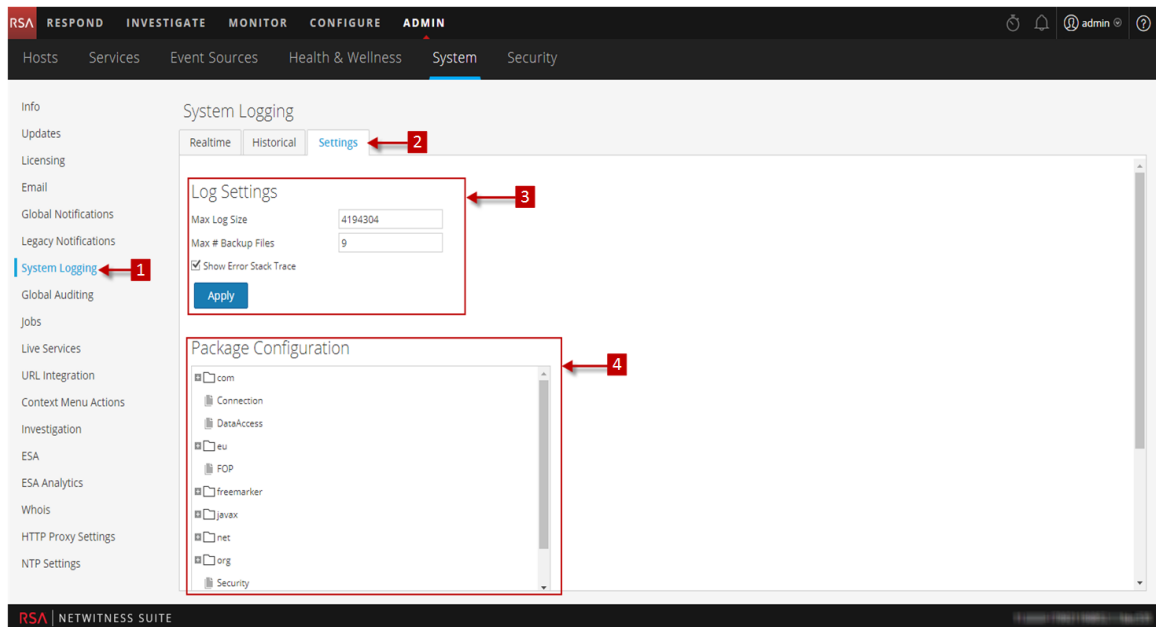 RSA RESPOND INVESTIGATE MONITOR CONFIGURE ADMIN admin ?
Hosts Services Event Sources Health & Wellness System Security
Info
Updates
Licensing
Email
Global Notifications
Legacy Notifications
System Logging 1
Global Auditing
Jobs
Live Services
URL Integration
Context Menu Actions
Investigation
ESA
ESA Analytics
Whois
HTTP Proxy Settings
NTP Settings
System Logging
Realtime Historical Settings 2
Log Settings 3
Max Log Size 4194304
Max # Backup Files 9
Show Error Stack Trace
Apply
Package Configuration 4
com
Connection
DataAccess
eu
FOP
freemarker
javax
net
org
Security
RSA NETWITNESS SUITE